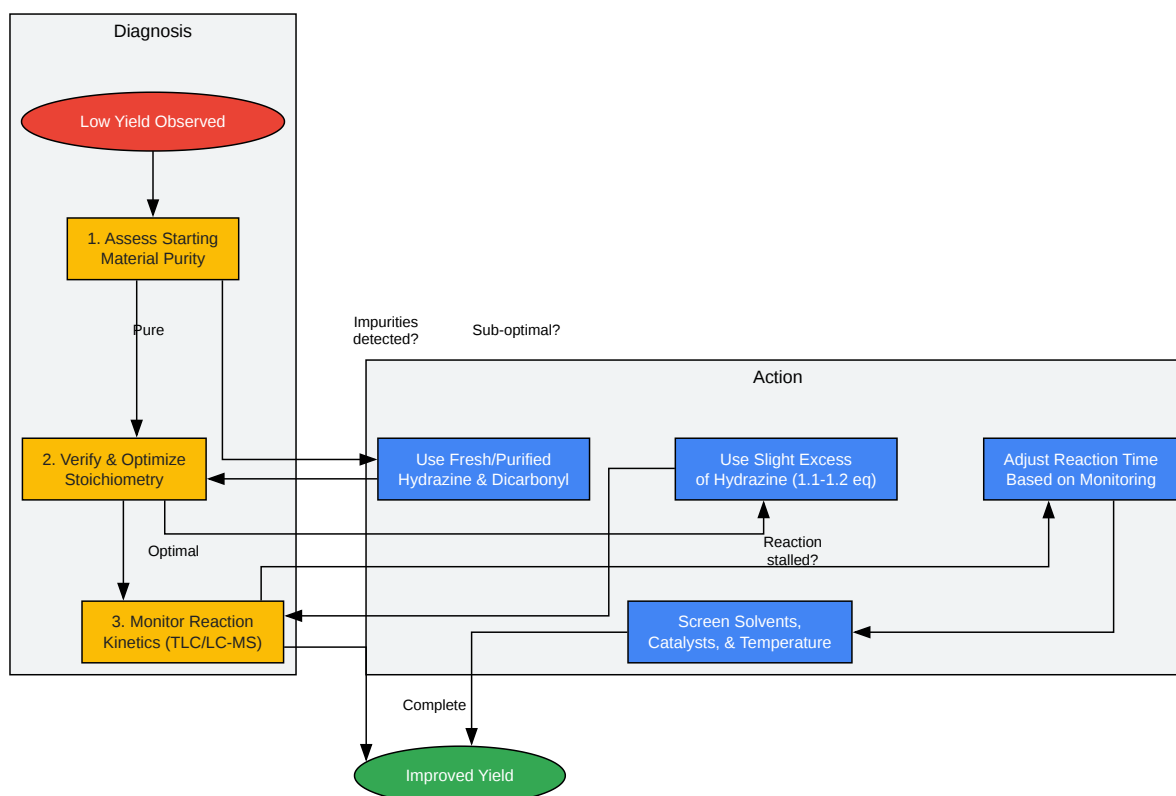 Diagnosis
Low Yield Observed
1. Assess Starting
Material Purity
Pure
Impurities
detected?
Sub-optimal?
Action
2. Verify & Optimize
Stoichiometry
Use Fresh/Purified
Hydrazine & Dicarbonyl
Use Slight Excess
of Hydrazine (1.1-1.2 eq)
Adjust Reaction Time
Based on Monitoring
Optimal
Reaction
stalled?
3. Monitor Reaction
Kinetics (TLC/LC-MS)
Screen Solvents,
Catalysts, & Temperature
Complete
Improved Yield